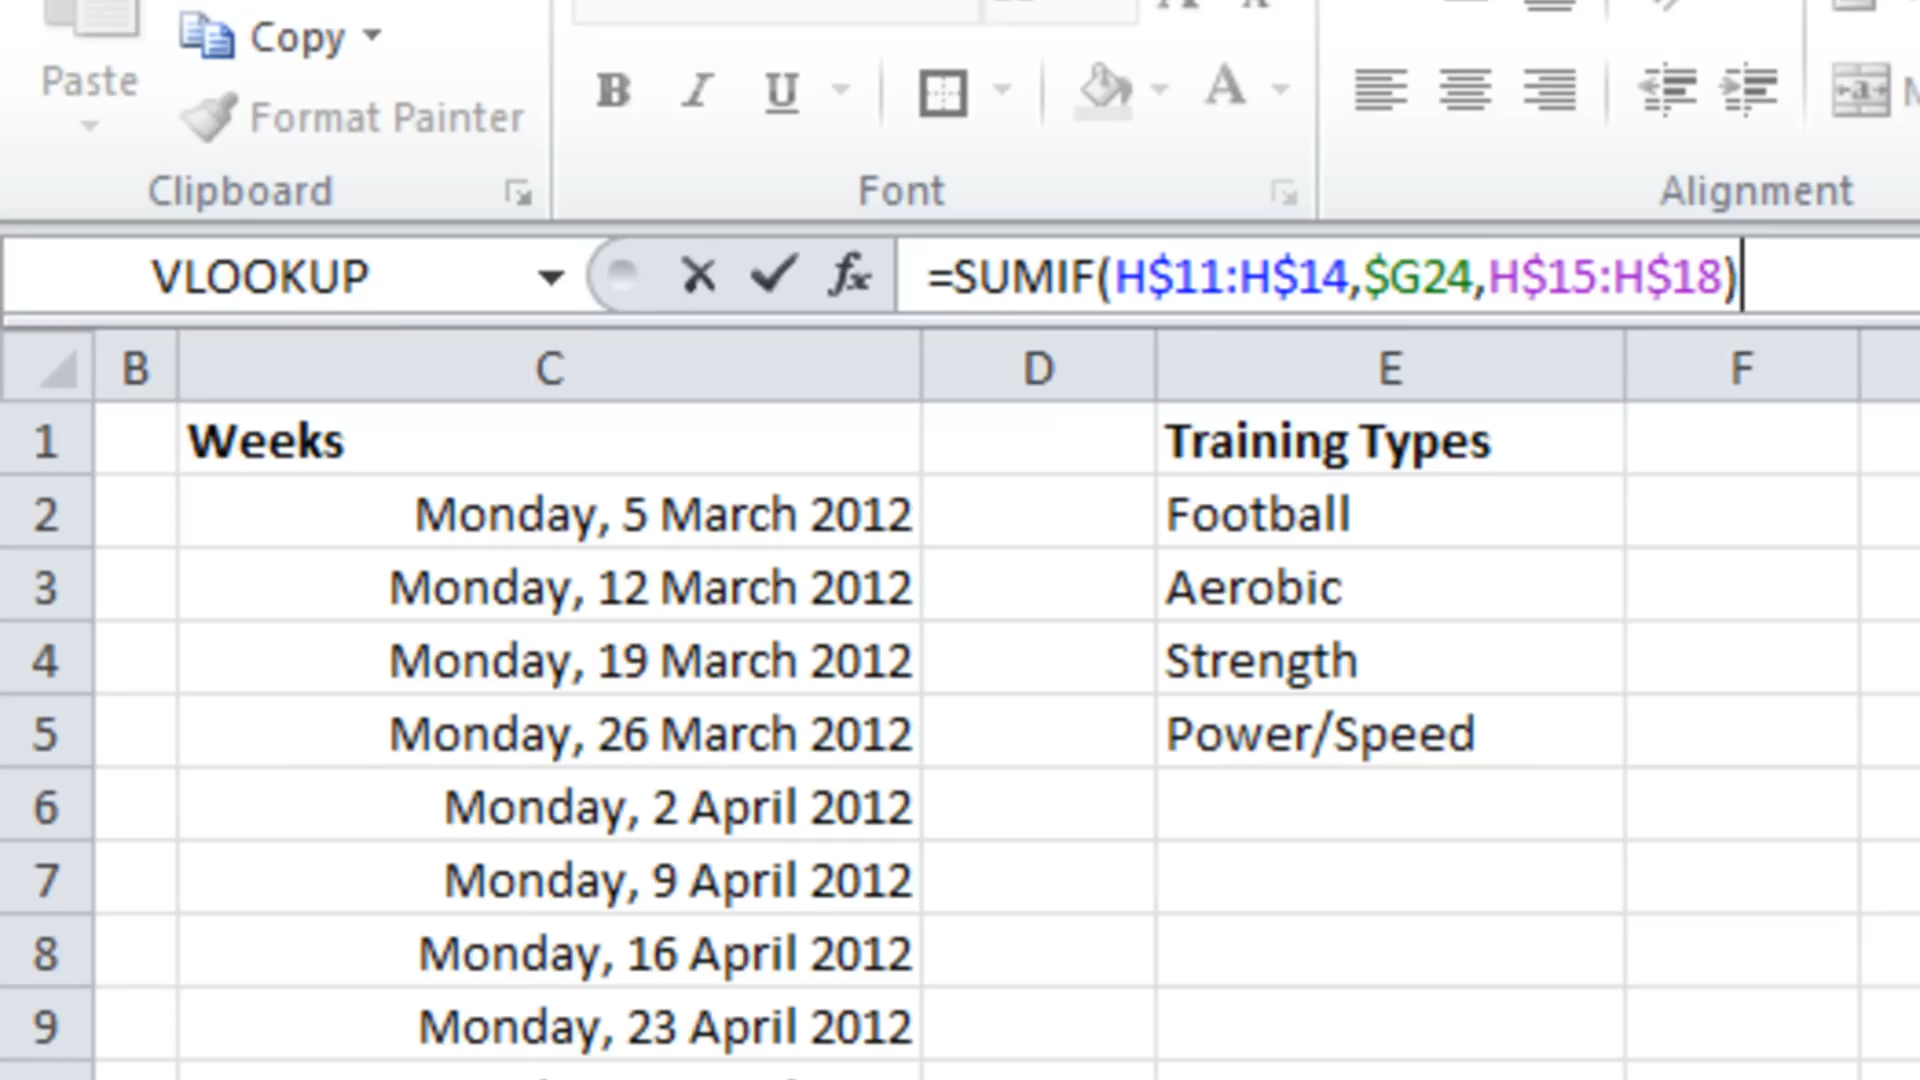 Copy
Paste
Format Painter
B I U A
Clipboard Font Alignment
VLOOKUP fx =SUMIF(H$11:H$14,$G24,H$15:H$18)
B C D E F
1 Weeks Training Types
2 Monday, 5 March 2012 Football
3 Monday, 12 March 2012 Aerobic
4 Monday, 19 March 2012 Strength
5 Monday, 26 March 2012 Power/Speed
6 Monday, 2 April 2012
7 Monday, 9 April 2012
8 Monday, 16 April 2012
9 Monday, 23 April 2012